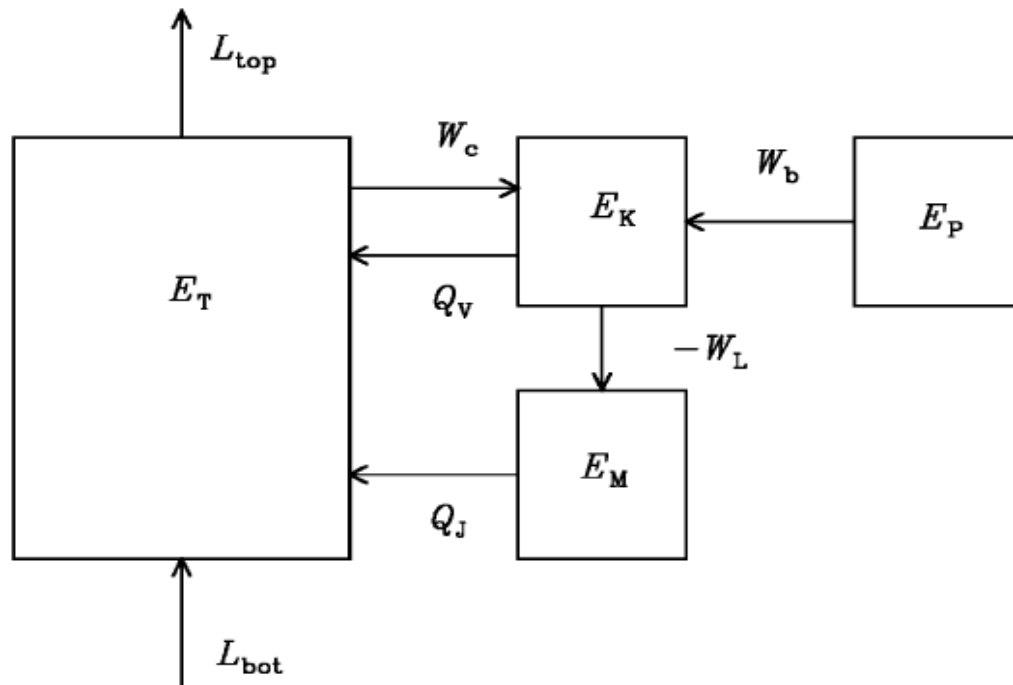 L_top
W_c
E_K
W_b
E_P
E_T
Q_V
-W_L
E_M
Q_J
L_bot